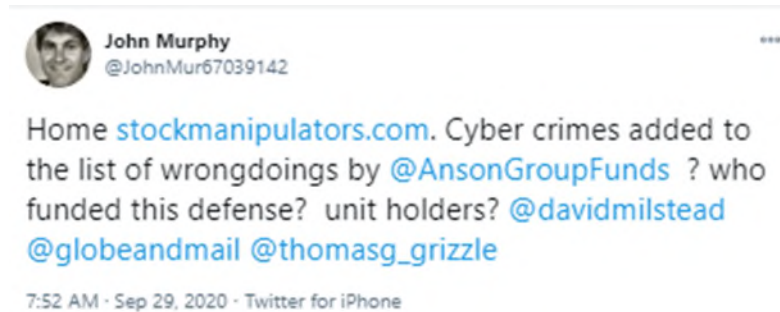 John Murphy
@JohnMur67039142
Home stockmanipulators.com. Cyber crimes added to
the list of wrongdoings by @AnsonGroupFunds ? who
funded this defense? unit holders? @davidmilstead
@globeandmail @thomasg_grizzle
7:52 AM · Sep 29, 2020 · Twitter for iPhone